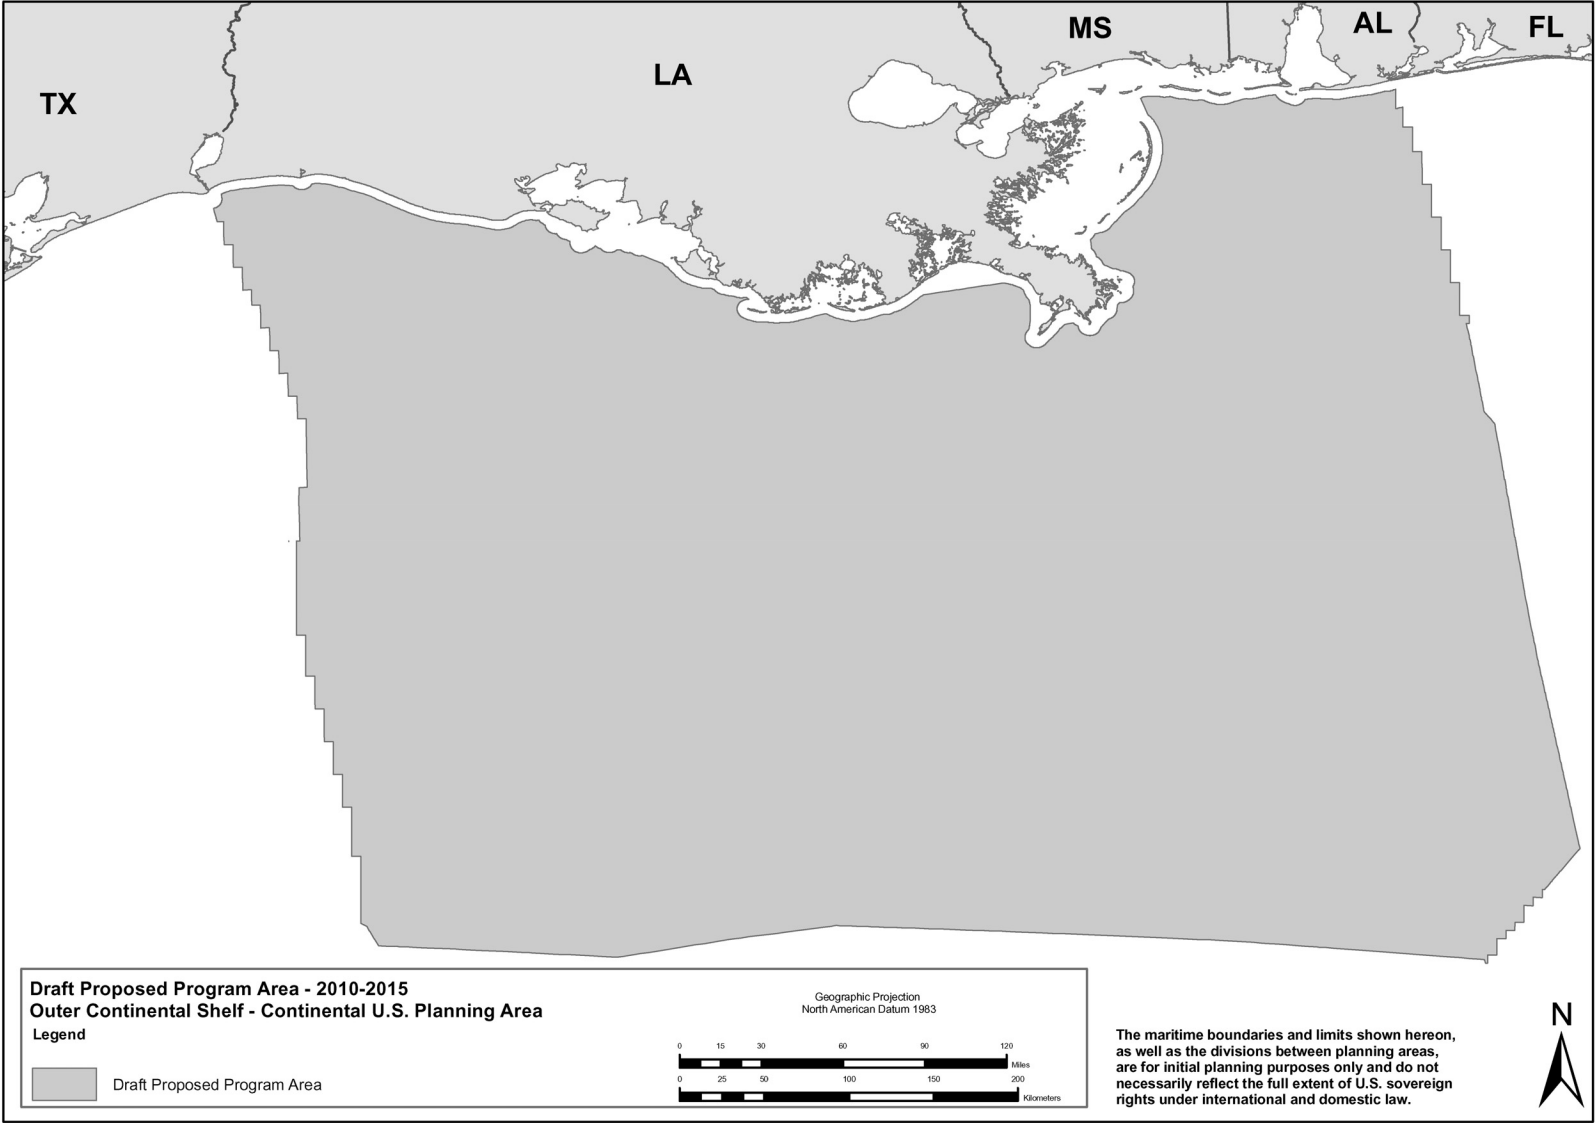 MS
AL
FL
LA
TX
Draft Proposed Program Area - 2010-2015
Outer Continental Shelf - Continental U.S. Planning Area
Legend
Draft Proposed Program Area
Geographic Projection
North American Datum 1983
0 15 30 60 90 120
Miles
0 25 50 100 150 200
Kilometers
The maritime boundaries and limits shown hereon,
as well as the divisions between planning areas,
are for initial planning purposes only and do not
necessarily reflect the full extent of U.S. sovereign
rights under international and domestic law.
N